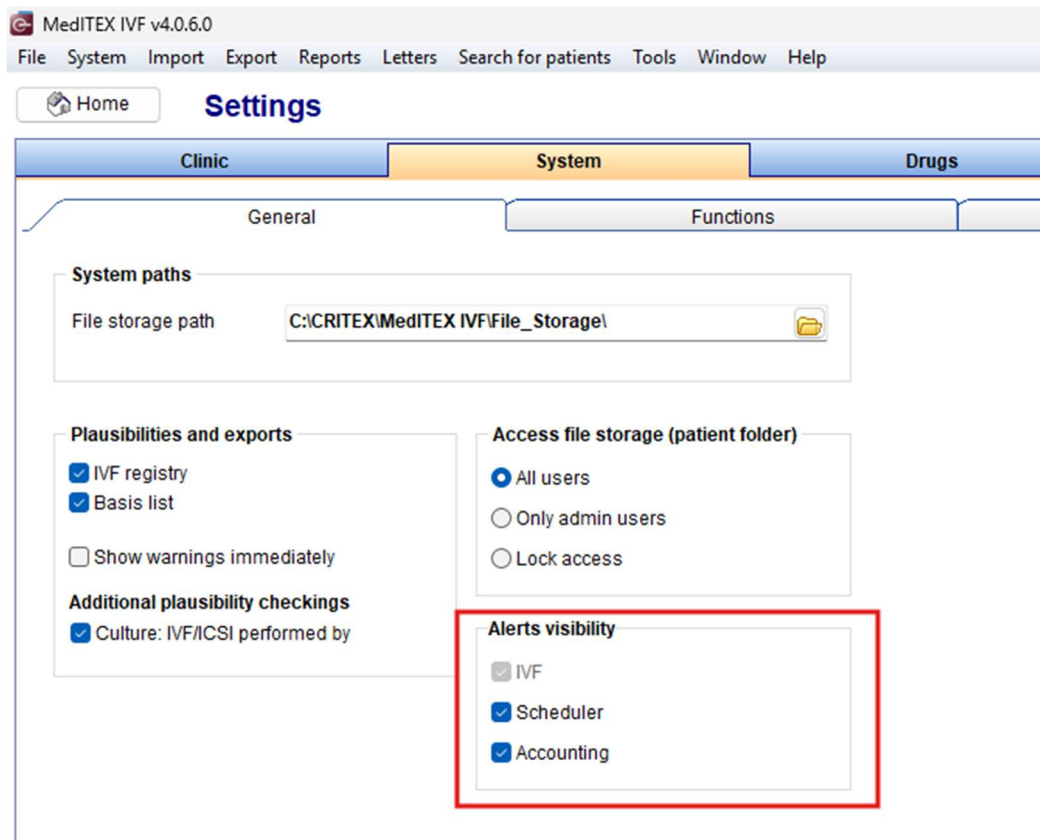 MedITEX IVF v4.0.6.0
File System Import Export Reports Letters Search for patients Tools Window Help
Home Settings
Clinic System Drugs
General Functions
System paths
File storage path C:\CRITEX\MedITEX IVF\File_Storage\
Plausibilities and exports
IVF registry
Basis list
Show warnings immediately
Additional plausibility checkings
Culture: IVF/ICSI performed by
Access file storage (patient folder)
All users
Only admin users
Lock access
Alerts visibility
IVF
Scheduler
Accounting